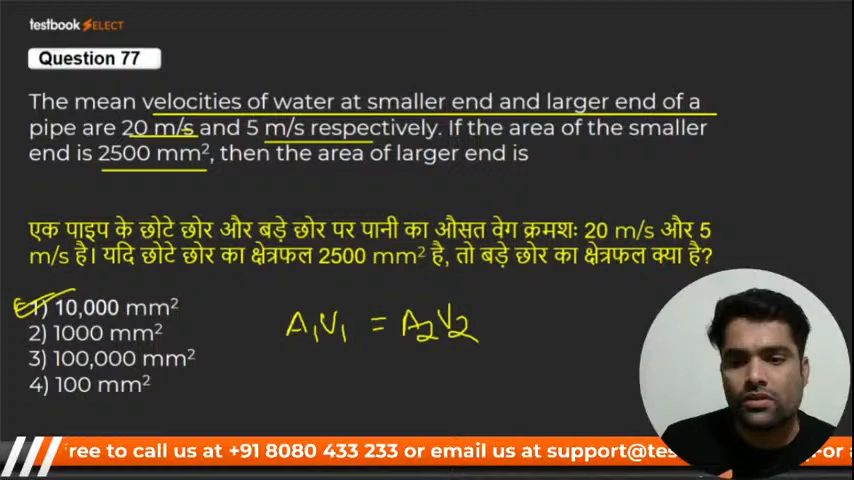 testbook SELECT
Question 77
The mean velocities of water at smaller end and larger end of a
pipe are 20 m/s and 5 m/s respectively. If the area of the smaller
end is 2500 mm², then the area of larger end is
एक पाइप के छोटे छोर और बड़े छोर पर पानी का औसत वेग क्रमशः 20 m/s और 5
m/s है। यदि छोटे छोर का क्षेत्रफल 2500 mm² है, तो बड़े छोर का क्षेत्रफल क्या है?
1) 10,000 mm²
2) 1000 mm²
3) 100,000 mm²
4) 100 mm²
A₁V₁ = A₂V₂
free to call us at +91 8080 433 233 or email us at support@tes